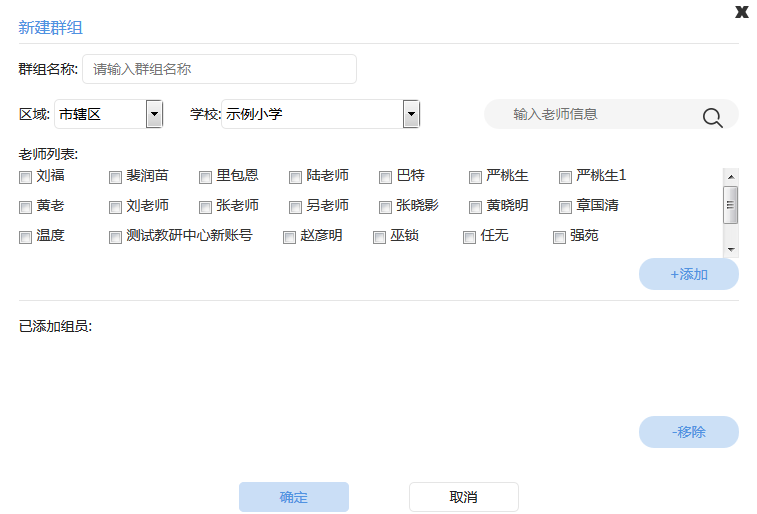 新建群组
群组名称: 请输入群组名称
区域: 市辖区 学校: 示例小学 输入老师信息
老师列表:
刘福 裴润苗 里包恩 陆老师 巴特 严桃生 严桃生1
黄老 刘老师 张老师 另老师 张晓影 黄晓明 章国清
温度 测试教研中心新账号 赵彦明 巫锁 任无 强苑
+添加
已添加组员:
-移除
确定 取消